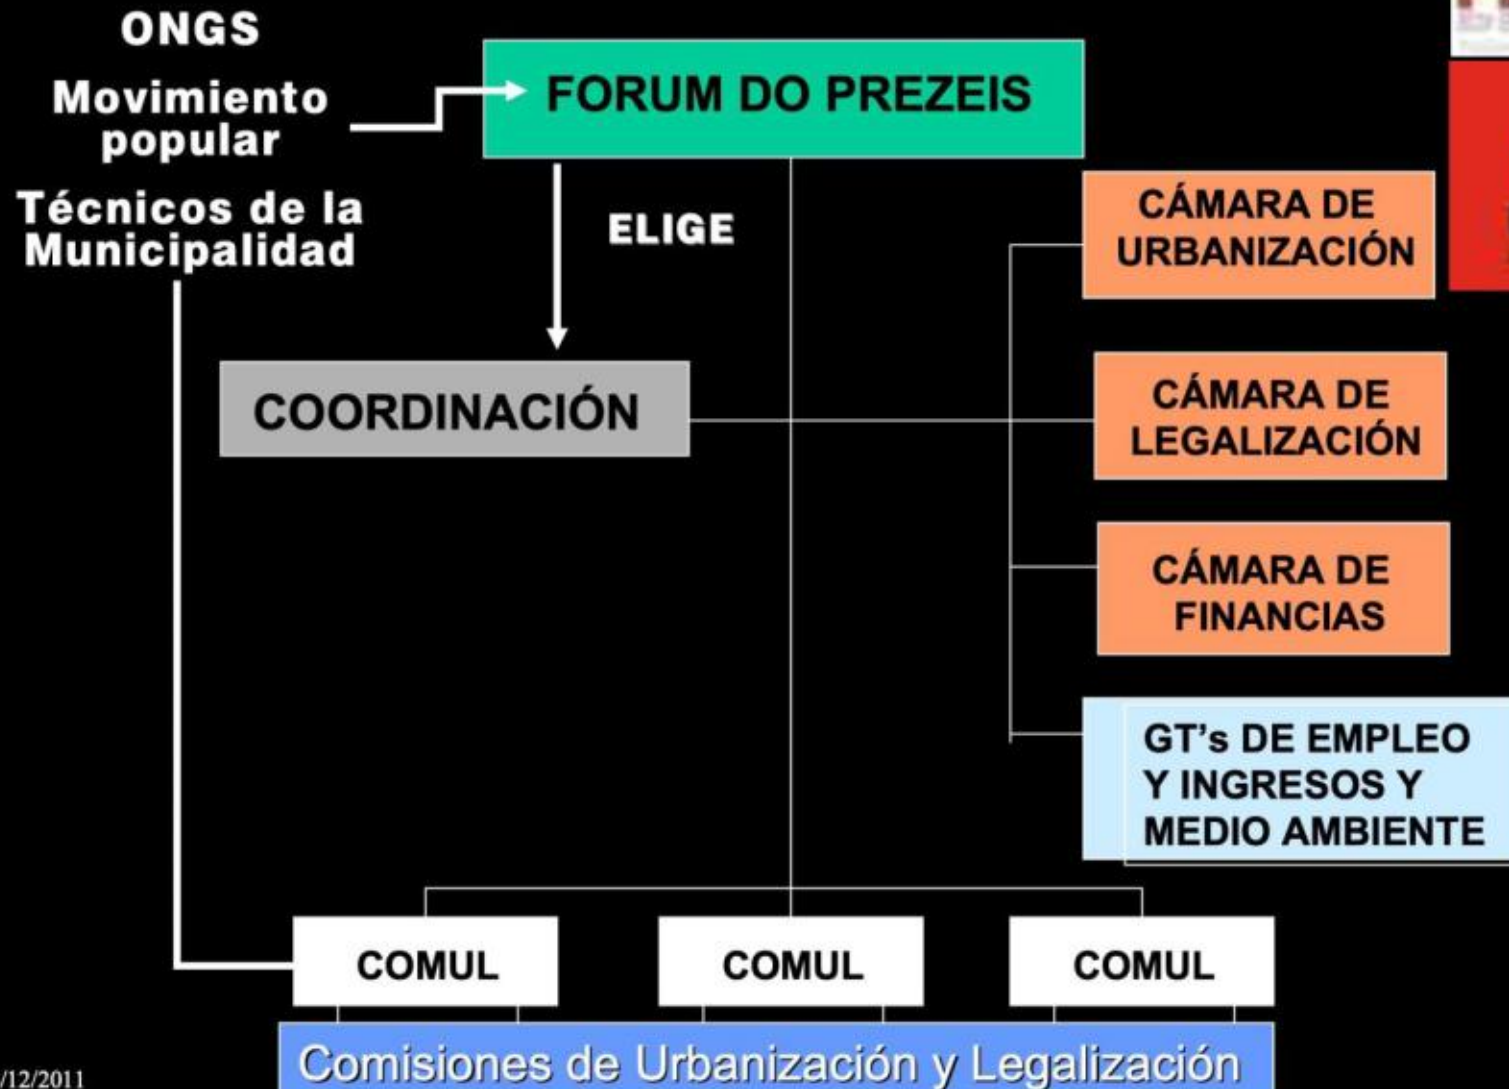 ONGS
Movimiento
popular
Técnicos de la
Municipalidad
FORUM DO PREZEIS
ELIGE
COORDINACIÓN
CÁMARA DE
URBANIZACIÓN
CÁMARA DE
LEGALIZACIÓN
CÁMARA DE
FINANCIAS
GT's DE EMPLEO
Y INGRESOS Y
MEDIO AMBIENTE
COMUL
COMUL
COMUL
Comisiones de Urbanización y Legalización
/12/2011